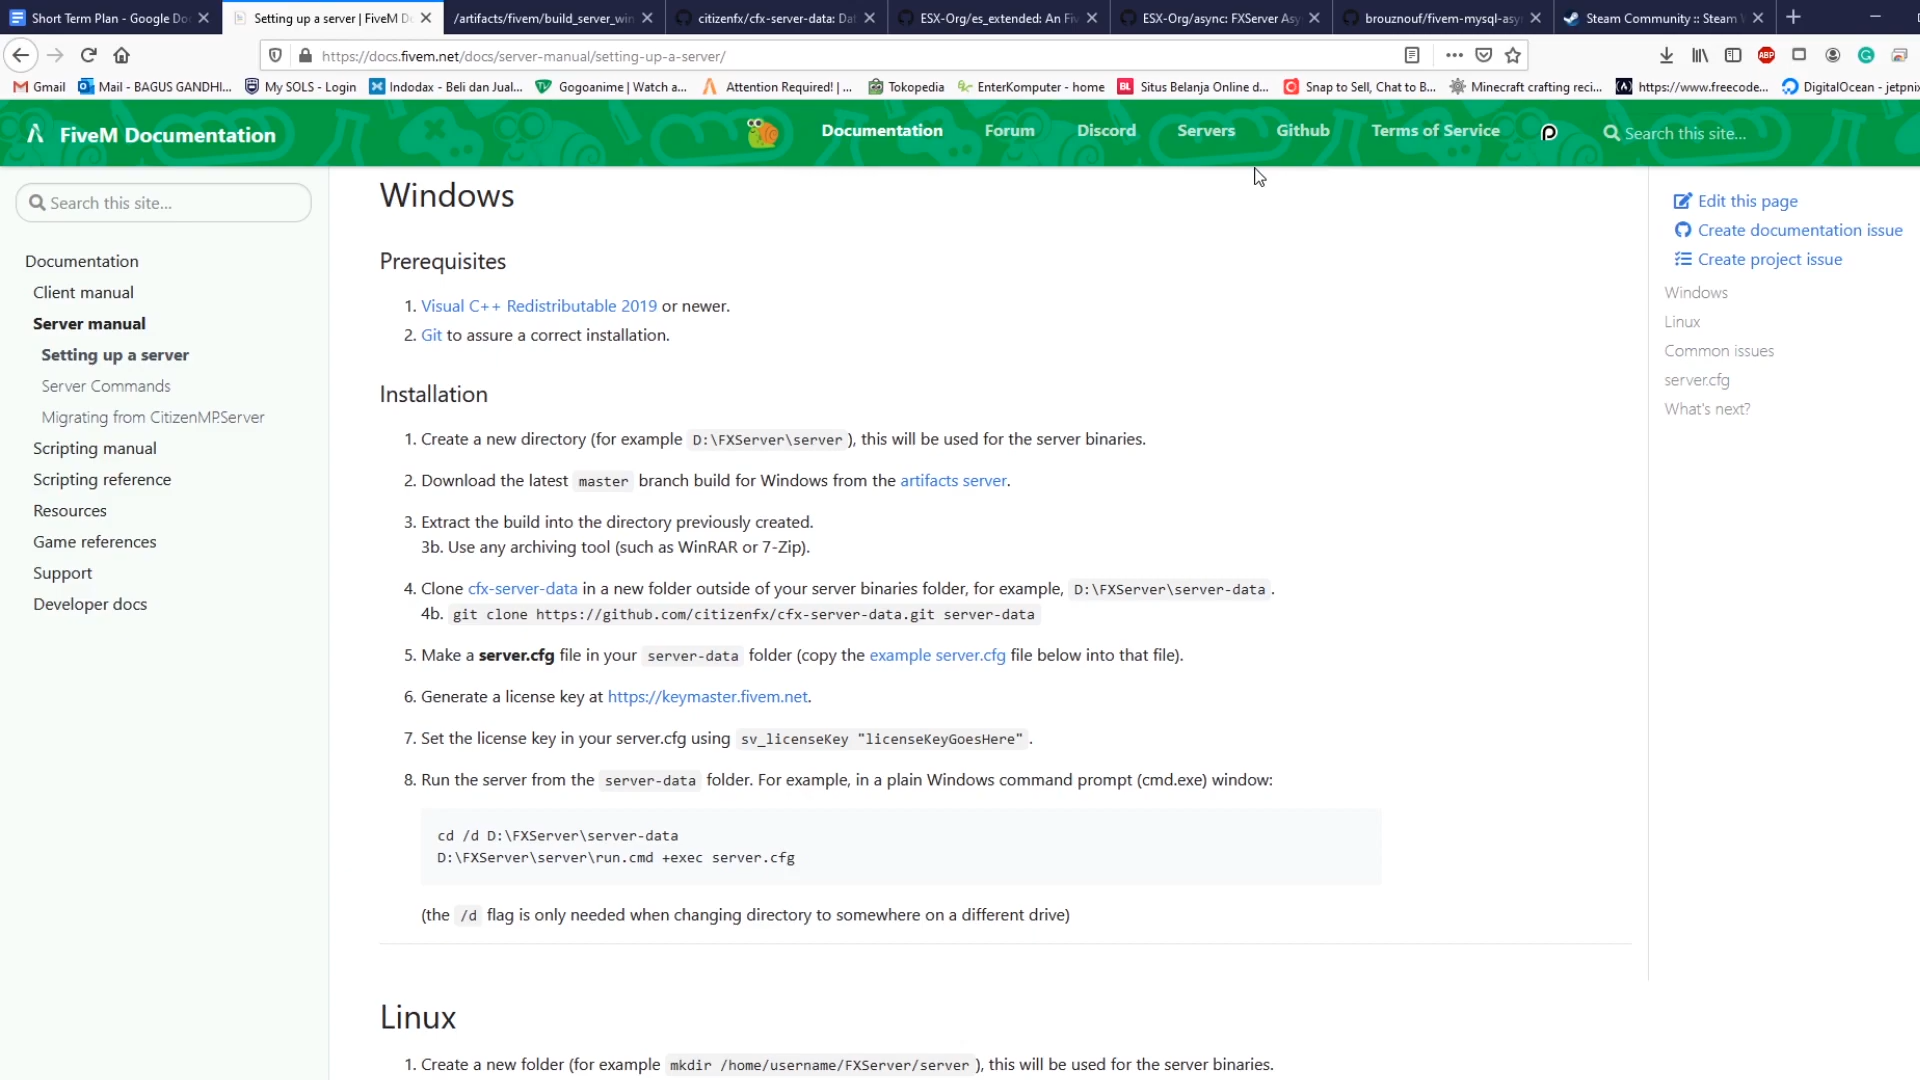 Short Term Plan - Google Do
Setting up a server | FiveM D
/artifacts/fivem/build_server_win
citizenfx/cfx-server-data: Da
ESX-Org/es_extended: An Fiv
ESX-Org/async: FXServer Asy
brouznouf/fivem-mysql-asy
Steam Community :: Steam
https://docs.fivem.net/docs/server-manual/setting-up-a-server/
Gmail
Mail - BAGUS GANDHI...
My SOLS - Login
Indodax - Beli dan Jual...
Gogoanime | Watch a...
Attention Required! | ...
Tokopedia
EnterKomputer - home
BL
Situs Belanja Online d...
Snap to Sell, Chat to B...
Minecraft crafting reci...
https://www.freecode...
DigitalOcean - jetpnix
FiveM Documentation
Documentation
Forum
Discord
Servers
Github
Terms of Service
Search this site...
Search this site...
Documentation
Client manual
Server manual
Setting up a server
Server Commands
Migrating from CitizenMP.Server
Scripting manual
Scripting reference
Resources
Game references
Support
Developer docs
Windows
Prerequisites
1. Visual C++ Redistributable 2019 or newer.
2. Git to assure a correct installation.
Installation
1. Create a new directory (for example D:\FXServer\server), this will be used for the server binaries.
2. Download the latest master branch build for Windows from the artifacts server.
3. Extract the build into the directory previously created.
3b. Use any archiving tool (such as WinRAR or 7-Zip).
4. Clone cfx-server-data in a new folder outside of your server binaries folder, for example, D:\FXServer\server-data.
4b. git clone https://github.com/citizenfx/cfx-server-data.git server-data
5. Make a server.cfg file in your server-data folder (copy the example server.cfg file below into that file).
6. Generate a license key at https://keymaster.fivem.net.
7. Set the license key in your server.cfg using sv_licenseKey "licenseKeyGoesHere".
8. Run the server from the server-data folder. For example, in a plain Windows command prompt (cmd.exe) window:
cd /d D:\FXServer\server-data
D:\FXServer\server\run.cmd +exec server.cfg
(the /d flag is only needed when changing directory to somewhere on a different drive)
Linux
1. Create a new folder (for example mkdir /home/username/FXServer/server), this will be used for the server binaries.
Edit this page
Create documentation issue
Create project issue
Windows
Linux
Common issues
server.cfg
What's next?